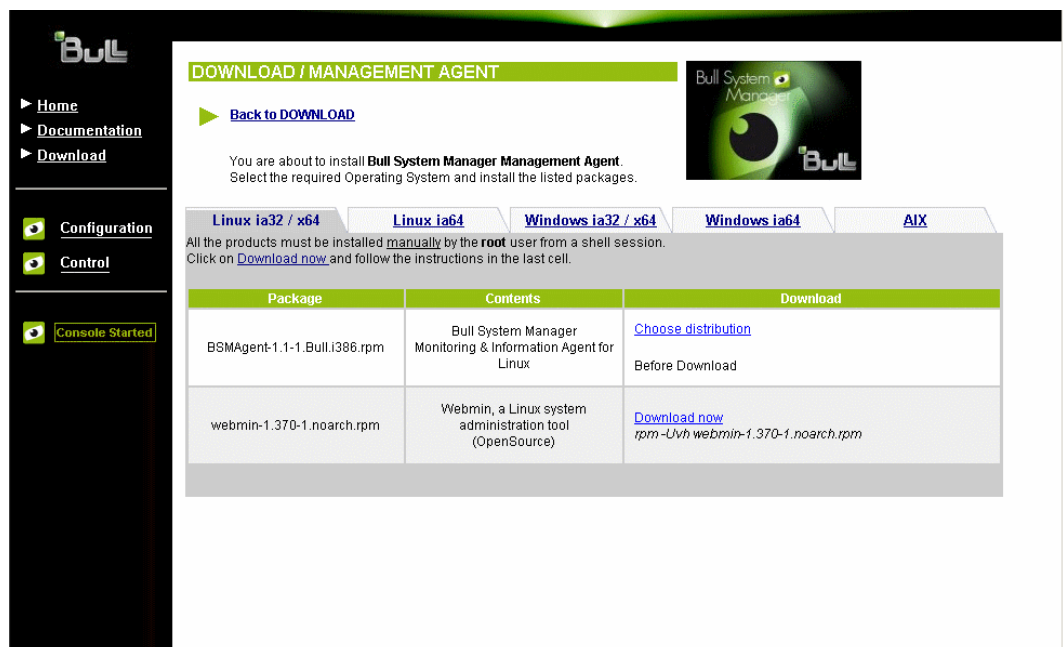 Bull
Home
Documentation
Download
Configuration
Control
Console Started
DOWNLOAD / MANAGEMENT AGENT
Back to DOWNLOAD
You are about to install Bull System Manager Management Agent.
Select the required Operating System and install the listed packages.
Bull System
Manager
Bull
Linux ia32 / x64
Linux ia64
Windows ia32 / x64
Windows ia64
AIX
All the products must be installed manually by the root user from a shell session.
Click on Download now and follow the instructions in the last cell.
Package
Contents
Download
BSMAgent-1.1-1.Bull.i386.rpm
Bull System Manager
Monitoring & Information Agent for
Linux
Choose distribution
Before Download
webmin-1.370-1.noarch.rpm
Webmin, a Linux system
administration tool
(OpenSource)
Download now
rpm -Uvh webmin-1.370-1.noarch.rpm